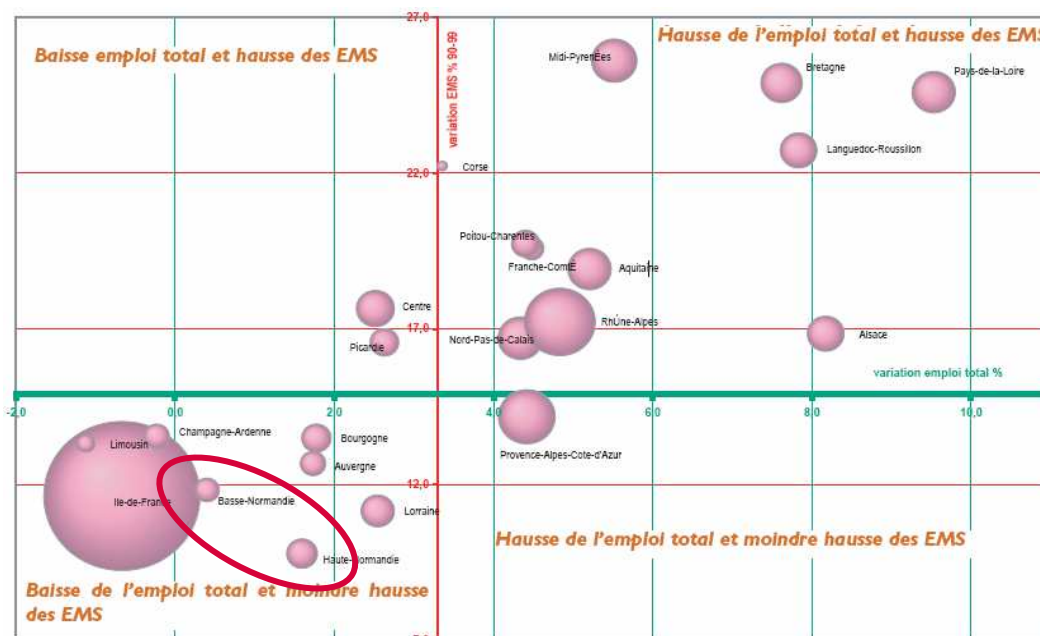 27,0
Baisse emploi total et hausse des EMS
Hausse de l'emploi total et hausse des EMS
variation EMS % 90-99
Midi-PyrenÉes
Bretagne
Pays-de-la-Loire
Languedoc-Roussillon
Corse
22,0
Poitou-Charentes
Franche-ComtÉ
Aquitaine
Centre
RhÙne-Alpes
17,0
Nord-Pas-de-Calais
Alsace
Picardie
variation emploi total %
-2,0 0,0 2,0 4,0 6,0 8,0 10,0
Champagne-Ardenne
Bourgogne
Limousin
Provence-Alpes-Cote-d'Azur
Auvergne
12,0
Ile-de-France
Basse-Normandie
Lorraine
Hausse de l'emploi total et moindre hausse des EMS
Haute-Normandie
Baisse de l'emploi total et moindre hausse
des EMS